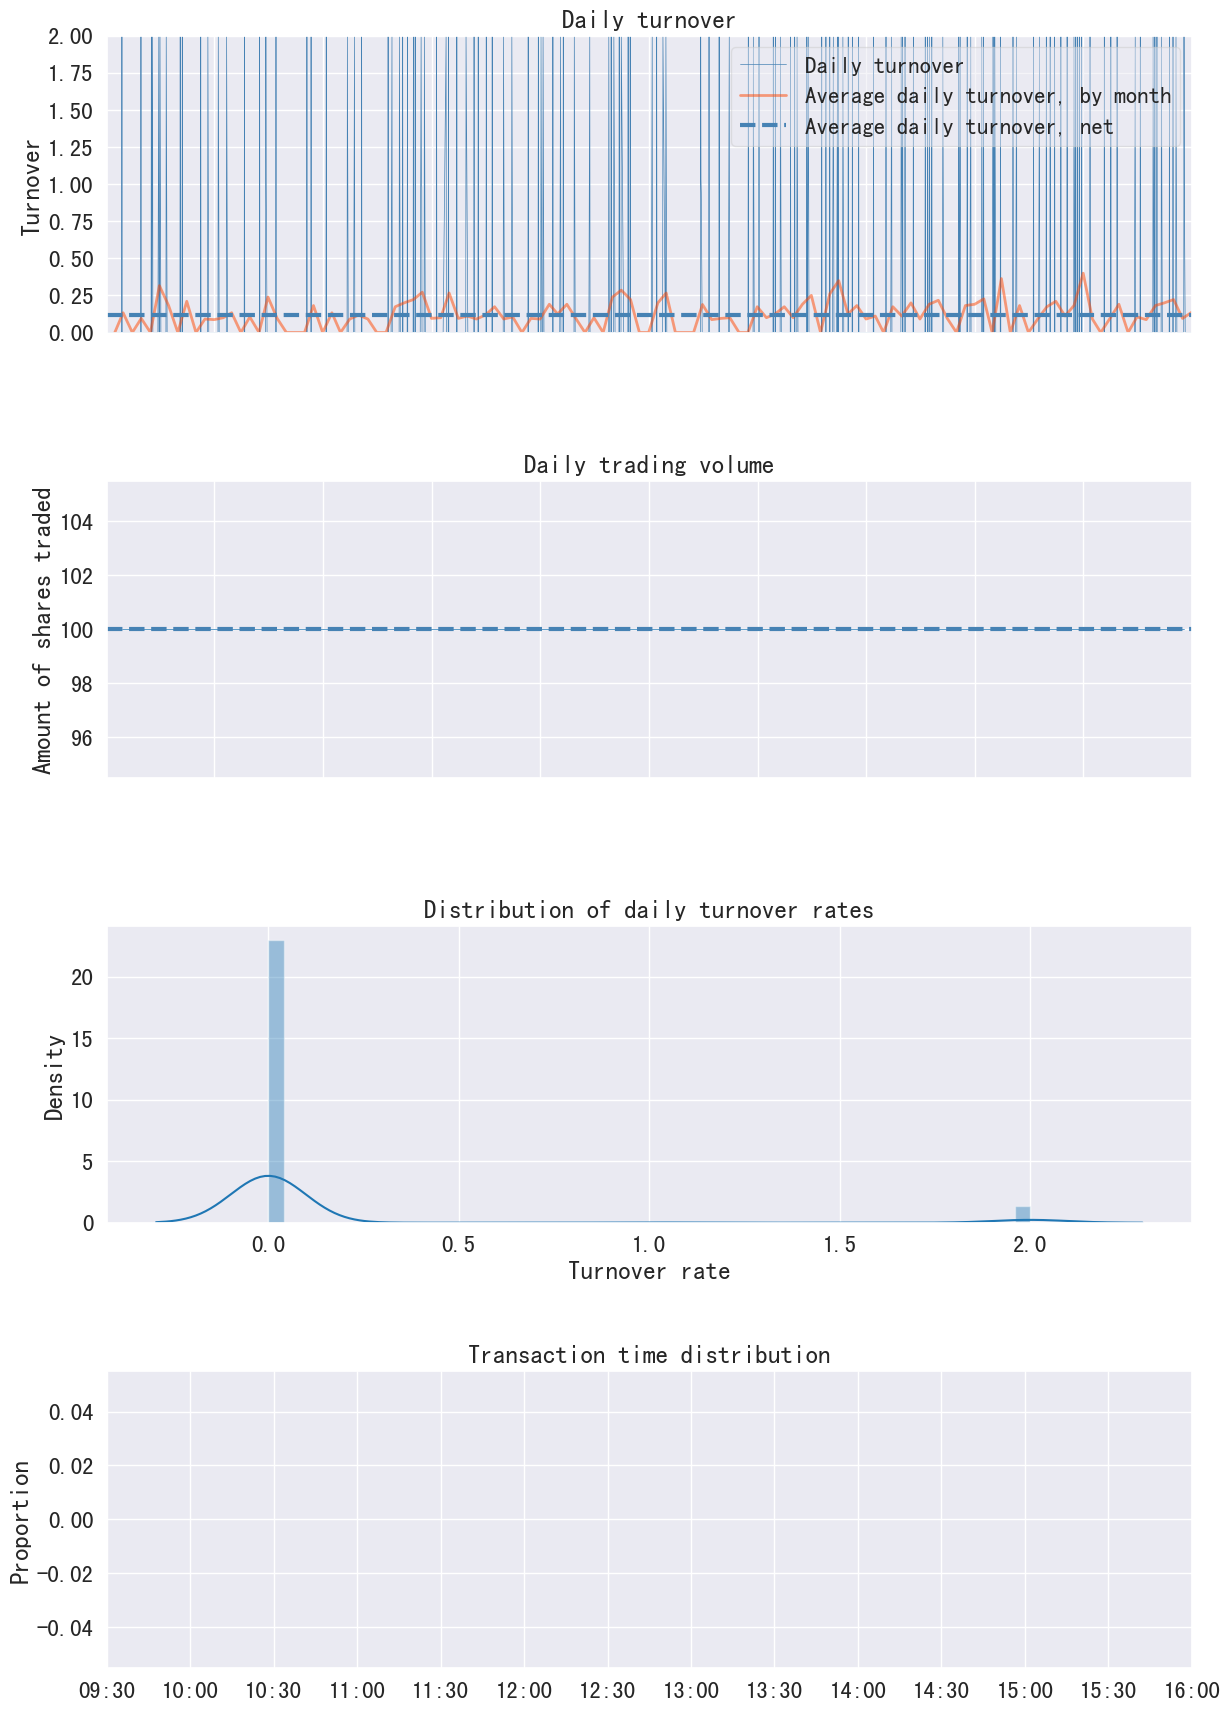 Daily turnover
2.00
1.75
1.50
1.25
1.00
0.75
0.50
0.25
0.00
Turnover
Daily turnover
Average daily turnover, by month
Average daily turnover, net
Daily trading volume
104
102
100
98
96
Amount of shares traded
Distribution of daily turnover rates
20
15
10
5
0
Density
0.0 0.5 1.0 1.5 2.0
Turnover rate
Transaction time distribution
0.04
0.02
0.00
−0.02
−0.04
Proportion
09:30 10:00 10:30 11:00 11:30 12:00 12:30 13:00 13:30 14:00 14:30 15:00 15:30 16:00